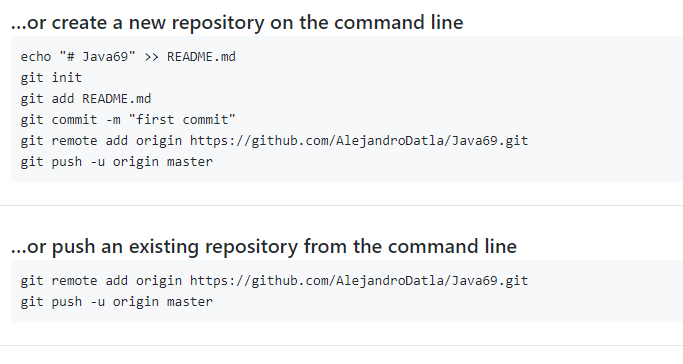 ...or create a new repository on the command line
echo "# Java69" >> README.md
git init
git add README.md
git commit -m "first commit"
git remote add origin https://github.com/AlejandroDatla/Java69.git
git push -u origin master
...or push an existing repository from the command line
git remote add origin https://github.com/AlejandroDatla/Java69.git
git push -u origin master